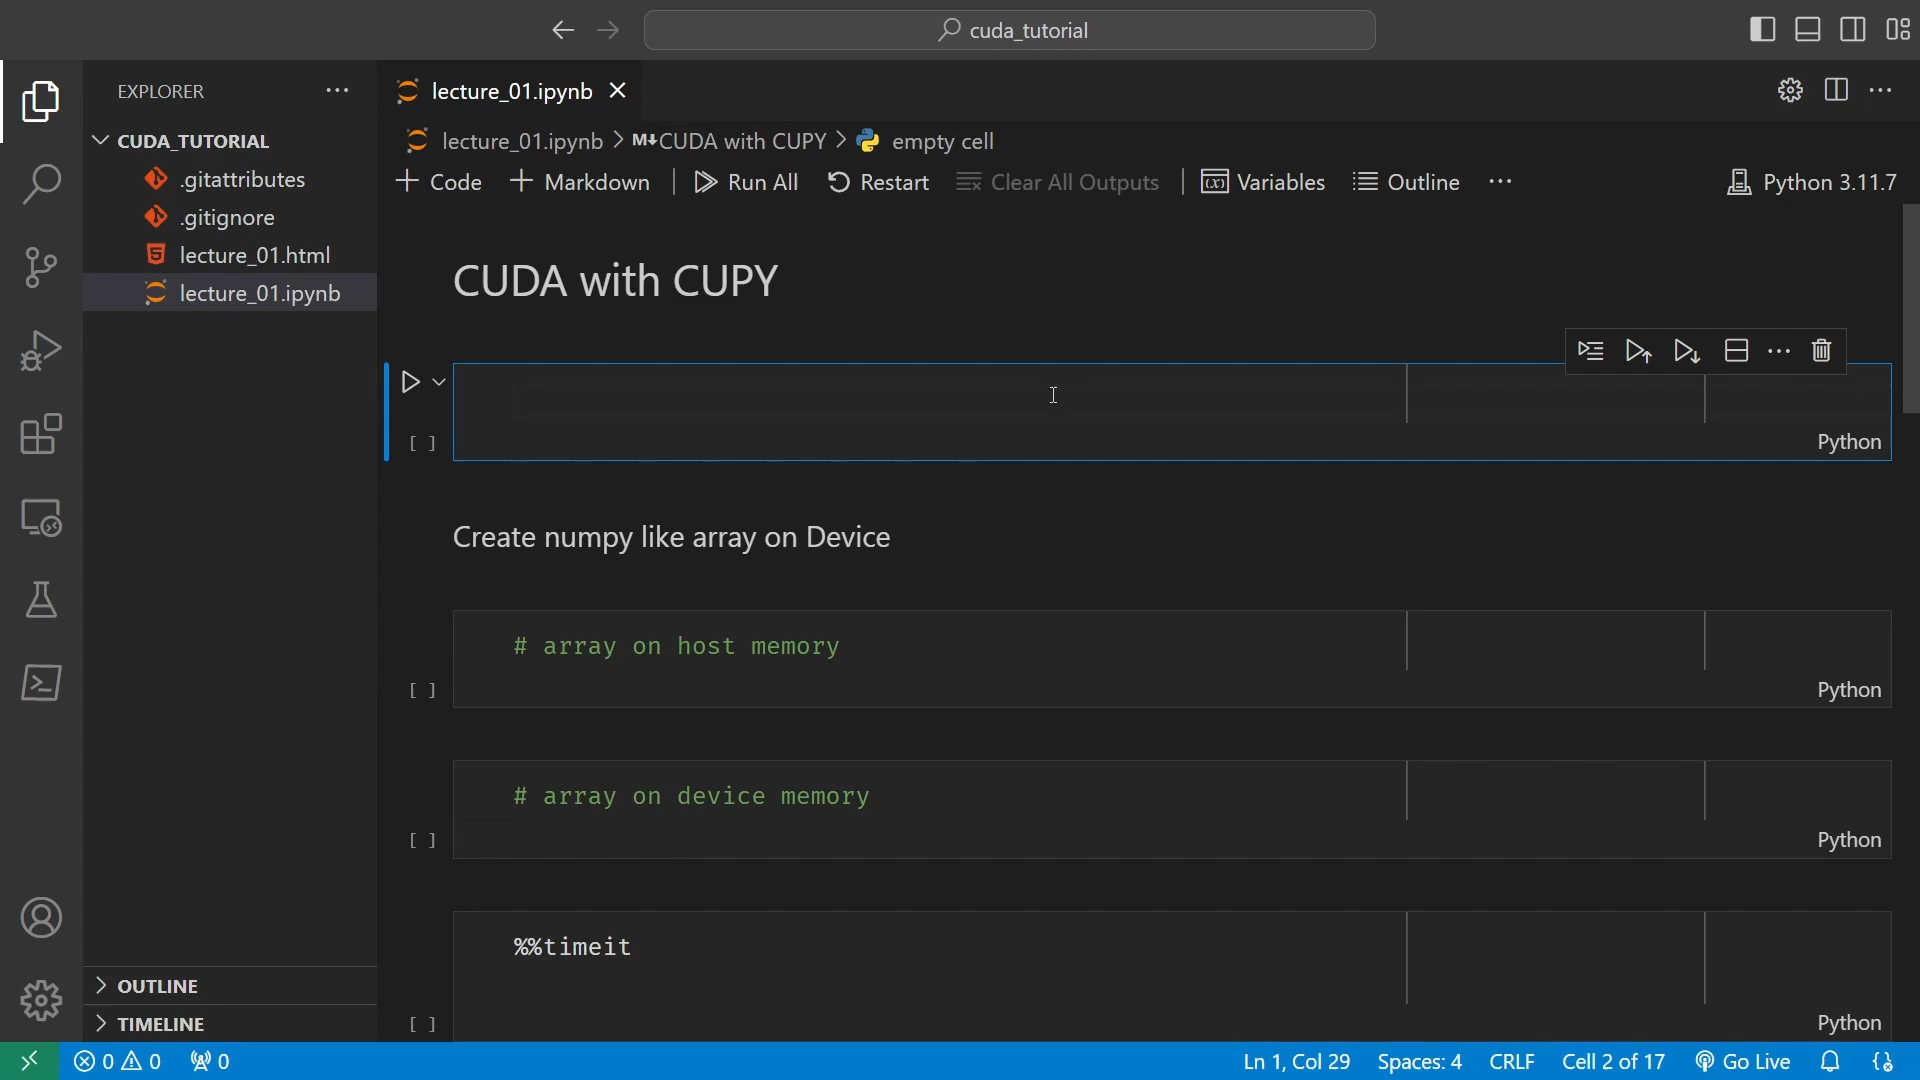 cuda_tutorial
EXPLORER
lecture_01.ipynb
CUDA_TUTORIAL
lecture_01.ipynb > M↓CUDA with CUPY > empty cell
.gitattributes
+ Code + Markdown Run All Restart Clear All Outputs Variables Outline ... Python 3.11.7
.gitignore
lecture_01.html
lecture_01.ipynb
CUDA with CUPY
[ ]
Python
Create numpy like array on Device
# array on host memory
[ ]
Python
# array on device memory
[ ]
Python
%%timeit
[ ]
Python
OUTLINE
TIMELINE
0 0 0 Ln 1, Col 29 Spaces: 4 CRLF Cell 2 of 17 Go Live